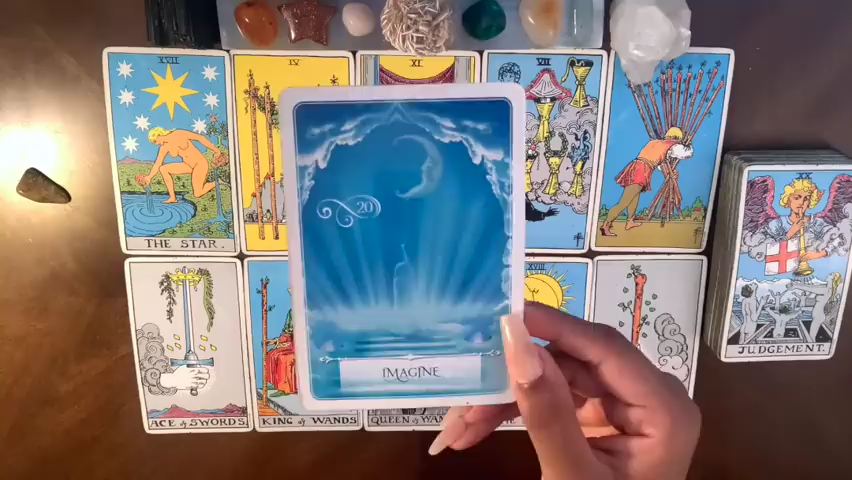 XVII
IV
XI
VII
THE STAR.
20
IMAGINE
XVIII
XX
JUDGEMENT.
ACE of SWORDS.
KING of WANDS.
QUEEN of WAN